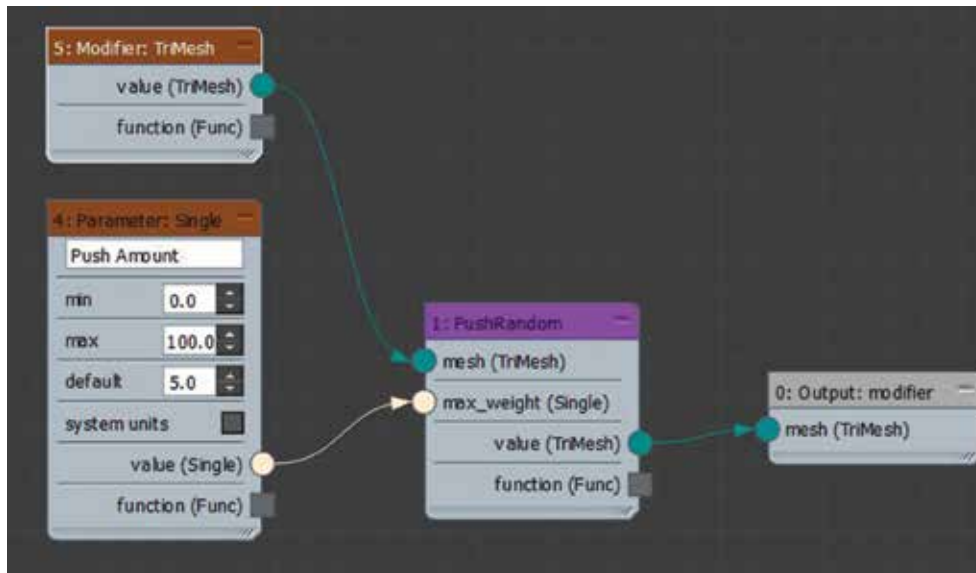 5: Modifier: TriMesh
value (TriMesh)
function (Func)
4: Parameter: Single
Push Amount
min 0.0
max 100.0
default 5.0
system units
value (Single)
function (Func)
1: PushRandom
mesh (TriMesh)
max_weight (Single)
value (TriMesh)
function (Func)
0: Output: modifier
mesh (TriMesh)